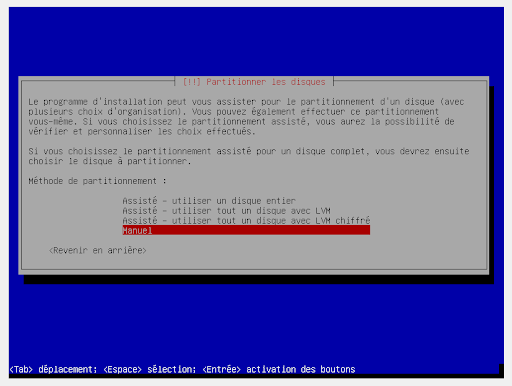 [!!] Partitionner les disques
Le programme d'installation peut vous assister pour le partitionnement d'un disque (avec
plusieurs choix d'organisation). Vous pouvez également effectuer ce partitionnement
vous-même. Si vous choisissez le partitionnement assisté, vous aurez la possibilité de
vérifier et personnaliser les choix effectués.
Si vous choisissez le partitionnement assisté pour un disque complet, vous devrez ensuite
choisir le disque à partitionner.
Méthode de partitionnement :
Assisté - utiliser un disque entier
Assisté - utiliser tout un disque avec LVM
Assisté - utiliser tout un disque avec LVM chiffré
Manuel
<Revenir en arrière>
<Tab> déplacement; <Espace> sélection; <Entrée> activation des boutons